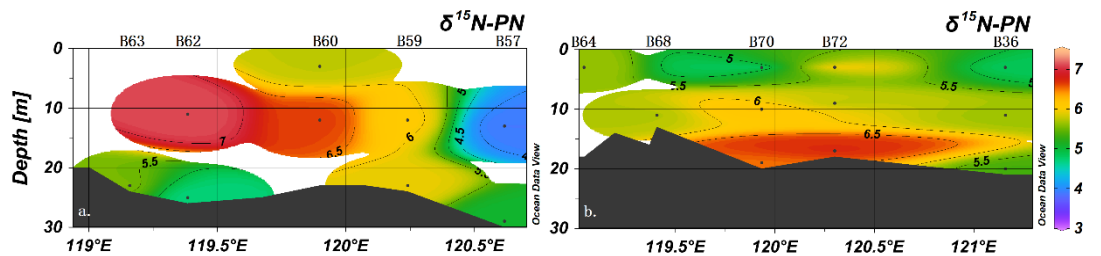 δ¹⁵N-PN
B63 B62 B60 B59 B57
0
10
20
30
Depth [m]
7
5.5
6.5
6
5
4.5
a.
Ocean Data View
119°E 119.5°E 120°E 120.5°E
δ¹⁵N-PN
B64 B68 B70 B72 B36
0
10
20
30
5
5
5.5
5.5
6
6.5
5.5
b.
Ocean Data View
119.5°E 120°E 120.5°E 121°E
7
6
5
4
3